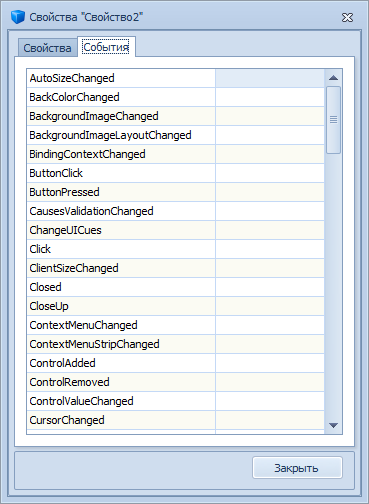 Свойства "Свойство2"
Свойства События
AutoSizeChanged
BackColorChanged
BackgroundImageChanged
BackgroundImageLayoutChanged
BindingContextChanged
ButtonClick
ButtonPressed
CausesValidationChanged
ChangeUICues
Click
ClientSizeChanged
Closed
CloseUp
ContextMenuChanged
ContextMenuStripChanged
ControlAdded
ControlRemoved
ControlValueChanged
CursorChanged
Закрыть